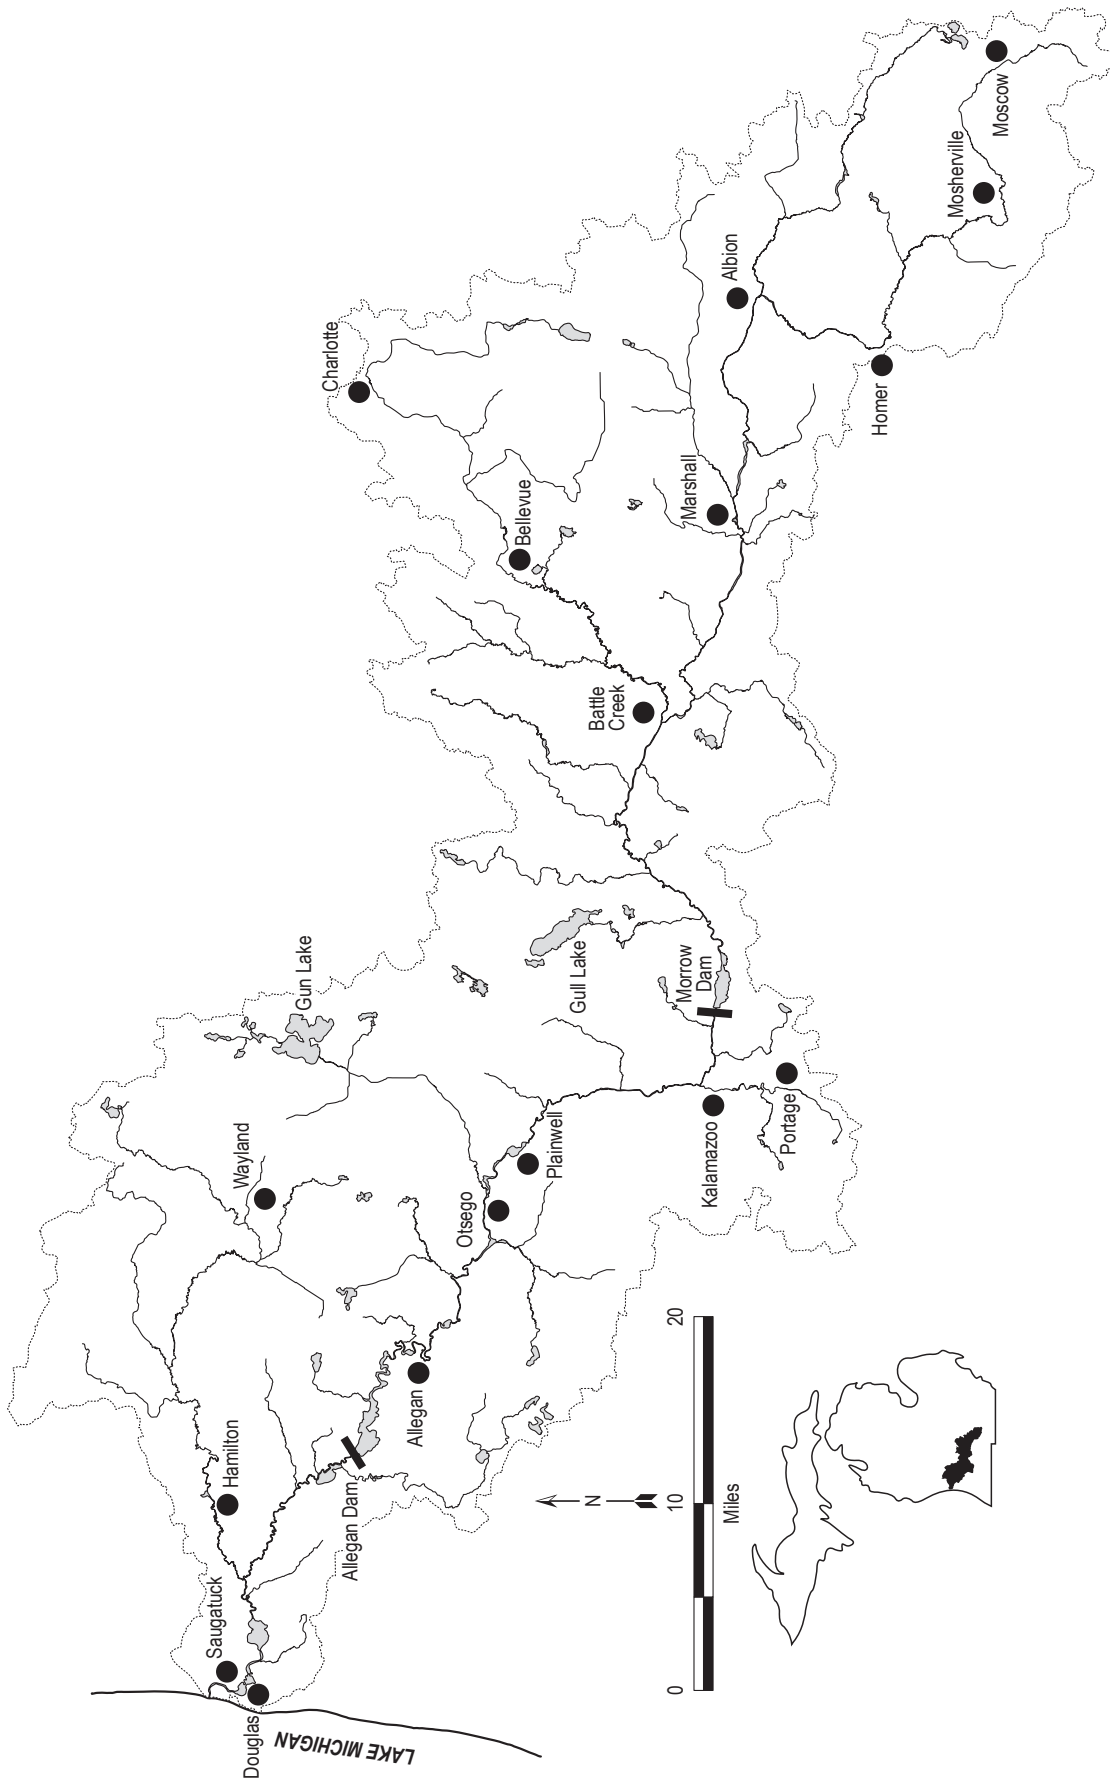 Charlotte
Bellevue
Battle
Creek
Marshall
Albion
Homer
Mosherville
Moscow
Gun Lake
Gull Lake
Morrow
Dam
Wayland
Otsego
Plainwell
Kalamazoo
Portage
Hamilton
Allegan
Allegan Dam
Saugatuck
Douglas
LAKE MICHIGAN
N
0
10
20
Miles